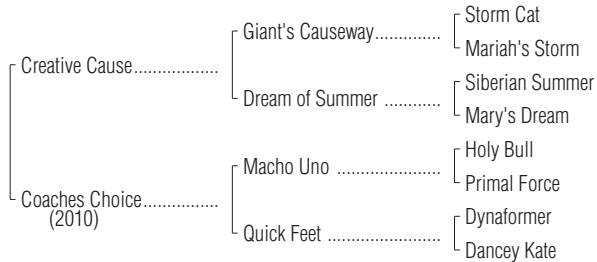 Storm Cat
Giant's Causeway..............
Mariah's Storm
Creative Cause..................
Siberian Summer
Dream of Summer ............
Mary's Dream
Holy Bull
Macho Uno ......................
Primal Force
Coaches Choice................
(2010)
Dynaformer
Quick Feet ........................
Dancey Kate